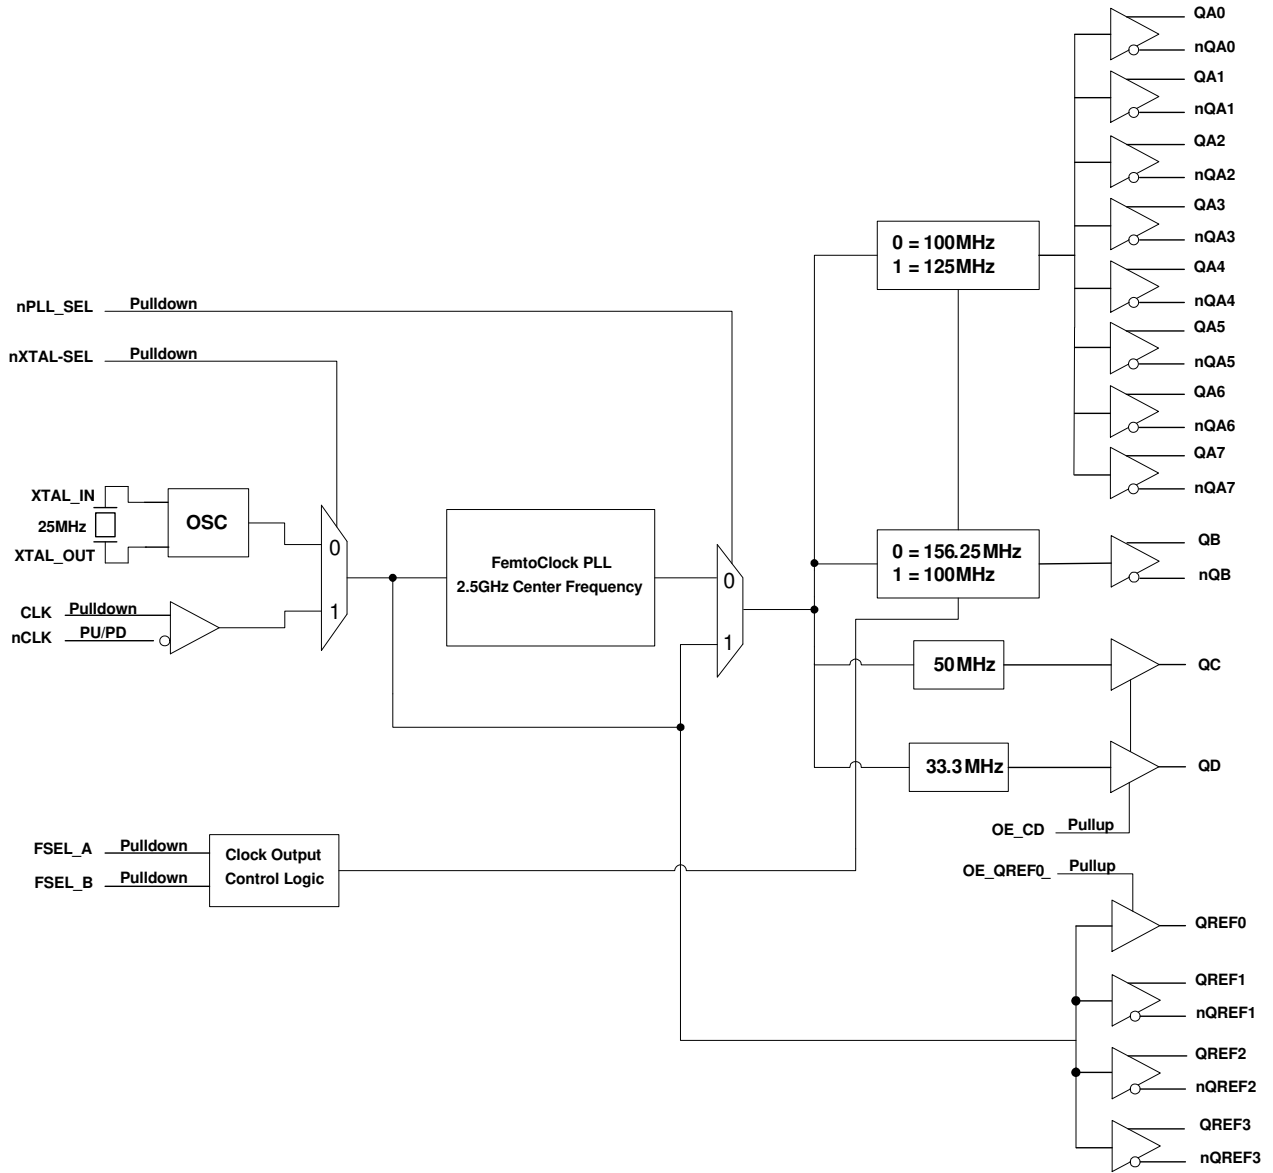 QA0
nQA0
QA1
nQA1
QA2
nQA2
QA3
nQA3
0 = 100MHz
1 = 125MHz
QA4
nQA4
nPLL_SEL Pulldown
QA5
nQA5
nXTAL-SEL Pulldown
QA6
nQA6
QA7
nQA7
XTAL_IN
25MHz
XTAL_OUT
OSC
0
1
CLK Pulldown
nCLK PU/PD
FemtoClock PLL
2.5GHz Center Frequency
0
1
0 = 156.25MHz
1 = 100MHz
QB
nQB
50MHz
QC
33.3MHz
QD
OE_CD Pullup
FSEL_A Pulldown
FSEL_B Pulldown
Clock Output
Control Logic
OE_QREF0_ Pullup
QREF0
QREF1
nQREF1
QREF2
nQREF2
QREF3
nQREF3